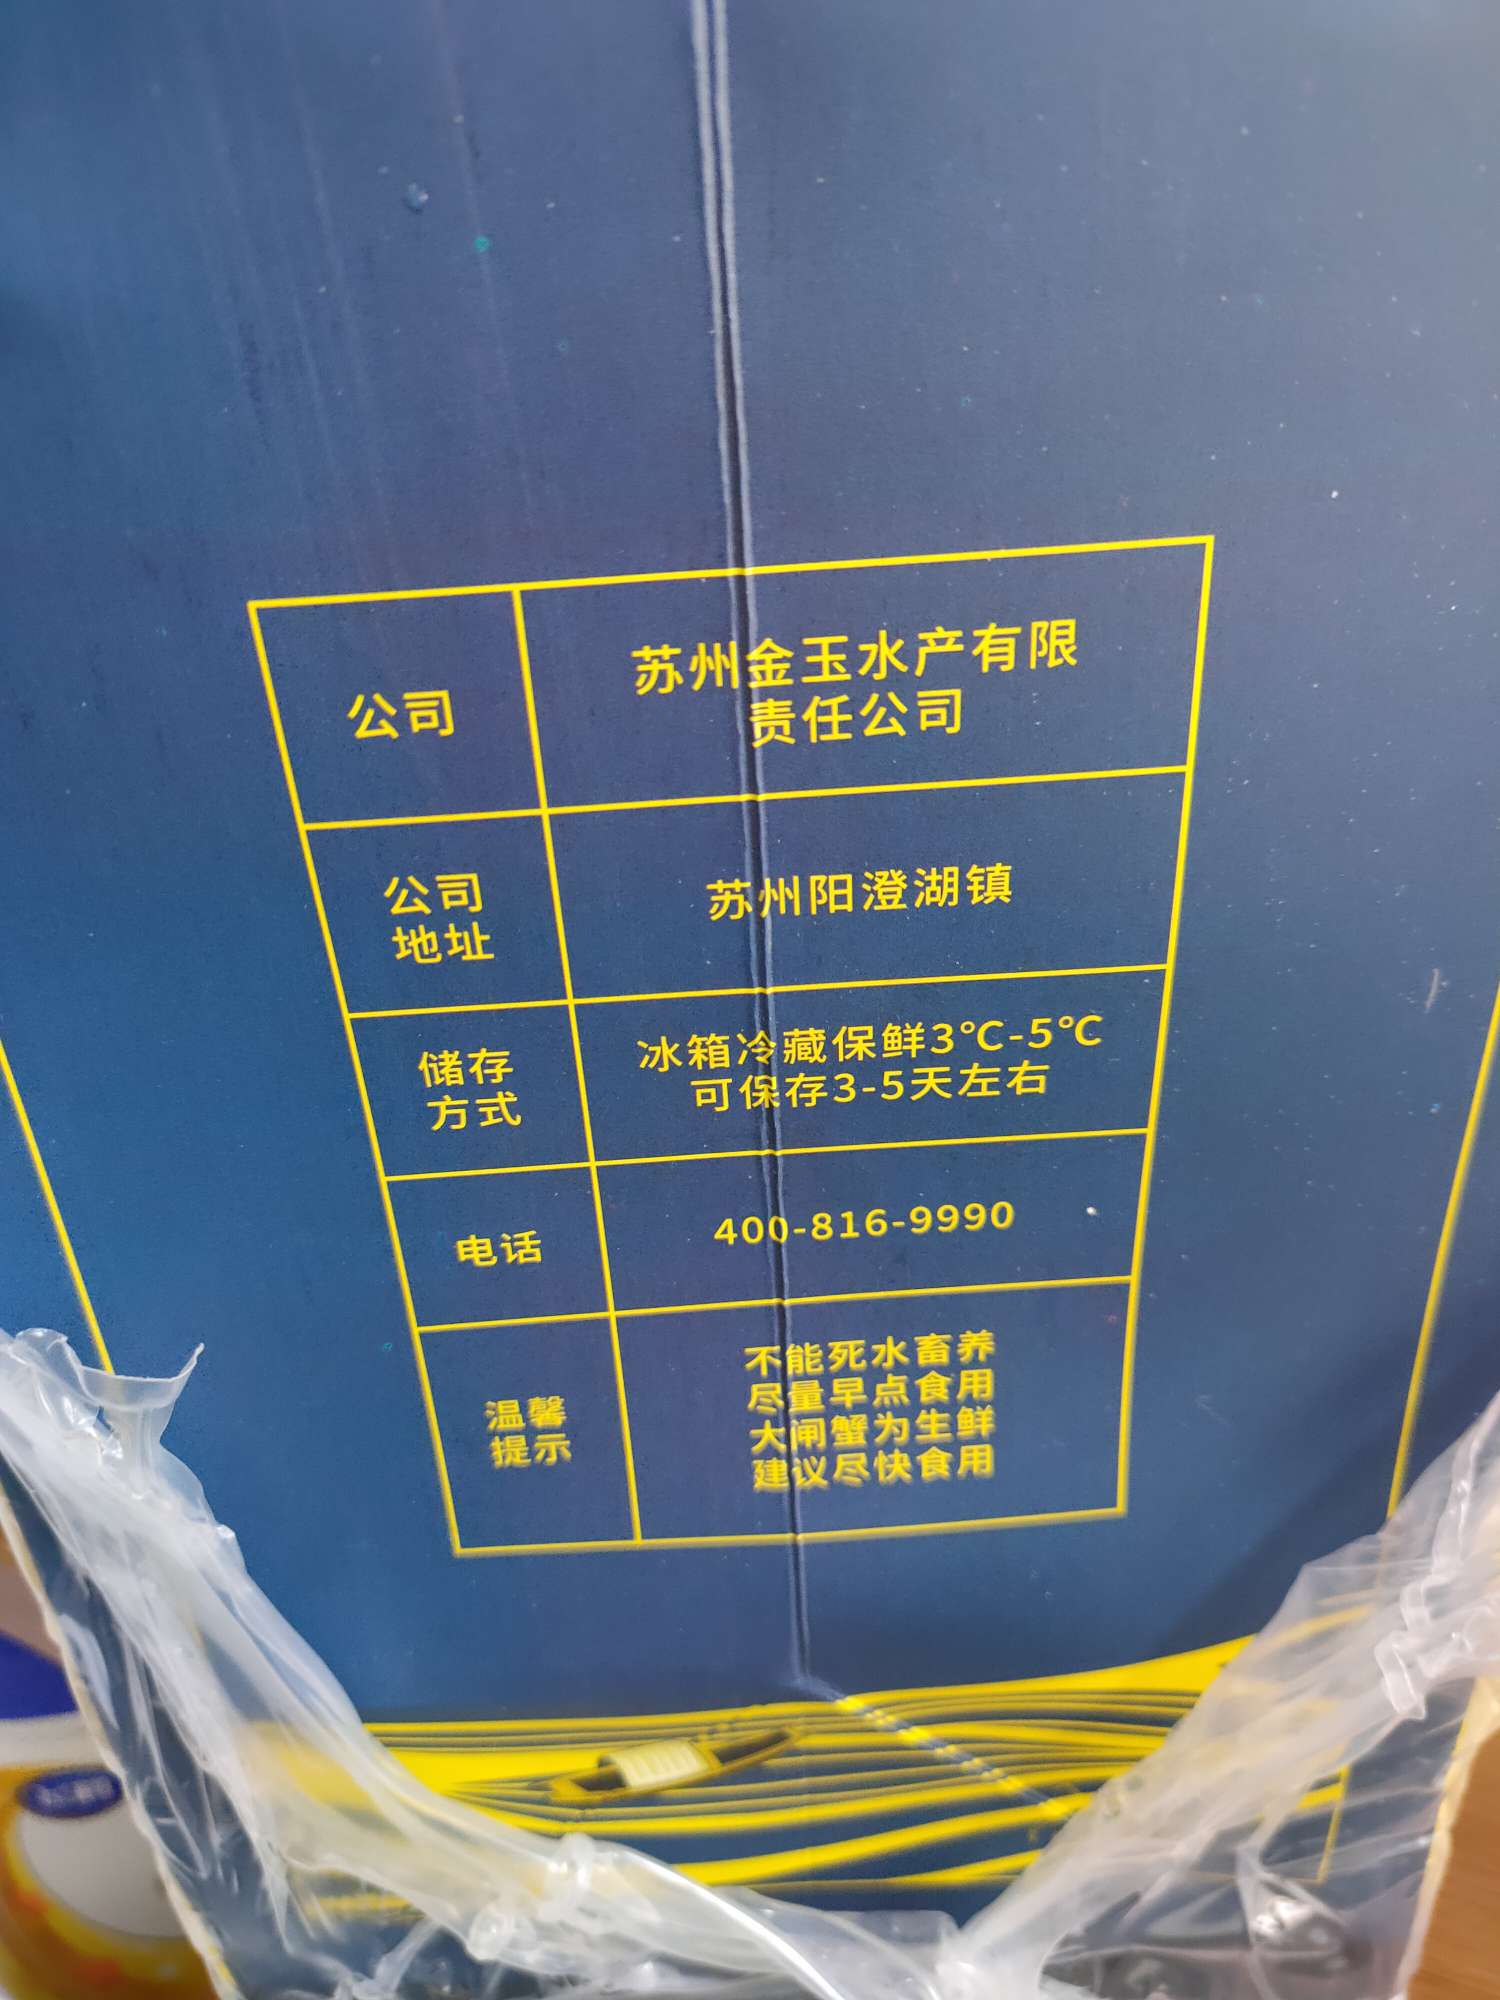 公司
苏州金玉水产有限
责任公司
公司
地址
苏州阳澄湖镇
储存
方式
冰箱冷藏保鲜3℃-5℃
可保存3-5天左右
电话
400-816-9990
温馨
提示
不能死水畜养
尽量早点食用
大闸蟹为生鲜
建议尽快食用